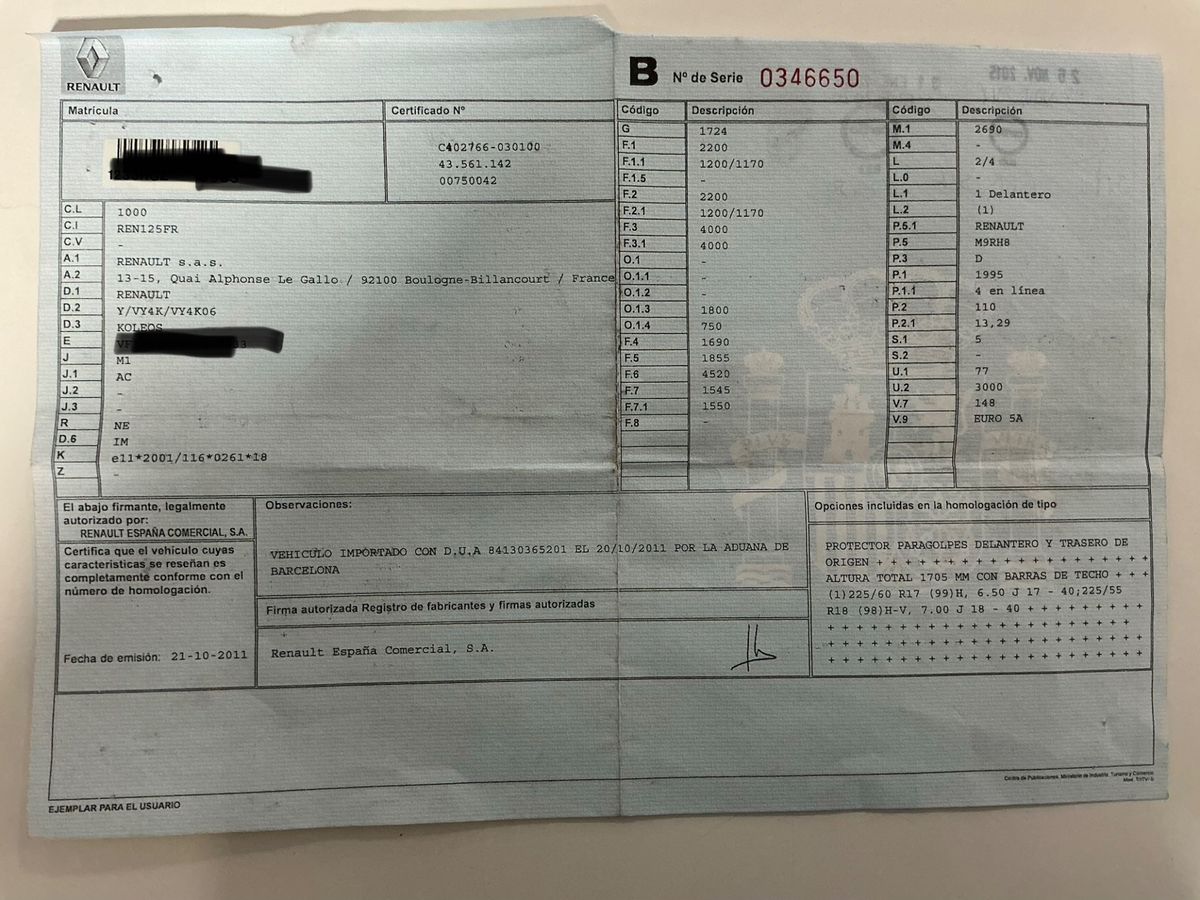 RENAULT
B Nº de Serie 0346650
26 NOV. 2015
Matrícula
Certificado Nº
C402766-030100
43.561.142
00750042
C.L 1000
C.I REN125FR
C.V -
A.1 RENAULT s.a.s.
A.2 13-15, Quai Alphonse Le Gallo / 92100 Boulogne-Billancourt / France
D.1 RENAULT
D.2 Y/VY4K/VY4K06
D.3 KOLEOS
E
J M1
J.1 AC
J.2 -
J.3 -
R NE
D.6 IM
K e11*2001/116*0261*18
Z -
Código Descripción
G 1724
F.1 2200
F.1.1 1200/1170
F.1.5 -
F.2 2200
F.2.1 1200/1170
F.3 4000
F.3.1 4000
O.1 -
O.1.1 -
O.1.2 -
O.1.3 1800
O.1.4 750
F.4 1690
F.5 1855
F.6 4520
F.7 1545
F.7.1 1550
F.8 -
Código Descripción
M.1 2690
M.4 -
L 2/4
L.0 -
L.1 1 Delantero
L.2 (1)
P.5.1 RENAULT
P.5 M9RH8
P.3 D
P.1 1995
P.1.1 4 en línea
P.2 110
P.2.1 13,29
S.1 5
S.2 -
U.1 77
U.2 3000
V.7 148
V.9 EURO 5A
El abajo firmante, legalmente
autorizado por:
RENAULT ESPAÑA COMERCIAL, S.A.
Certifica que el vehículo cuyas
características se reseñan es
completamente conforme con el
número de homologación.
Fecha de emisión: 21-10-2011
Observaciones:
VEHICULO IMPORTADO CON D.U.A 84130365201 EL 20/10/2011 POR LA ADUANA DE
BARCELONA
Firma autorizada Registro de fabricantes y firmas autorizadas
Renault España Comercial, S.A.
Opciones incluidas en la homologación de tipo
PROTECTOR PARAGOLPES DELANTERO Y TRASERO DE
ORIGEN + + + + + + + + + + + + + + + + + +
ALTURA TOTAL 1705 MM CON BARRAS DE TECHO + + +
(1)225/60 R17 (99)H, 6.50 J 17 - 40;225/55
R18 (98)H-V, 7.00 J 18 - 40 + + + + + + + + +
+ + + + + + + + + + + + + + + + + + + + +
+ + + + + + + + + + + + + + + + + + + + +
+ + + + + + + + + + + + + + + + + + + + +
Centro de Publicaciones. Ministerio de Industria, Turismo y Comercio
EJEMPLAR PARA EL USUARIO